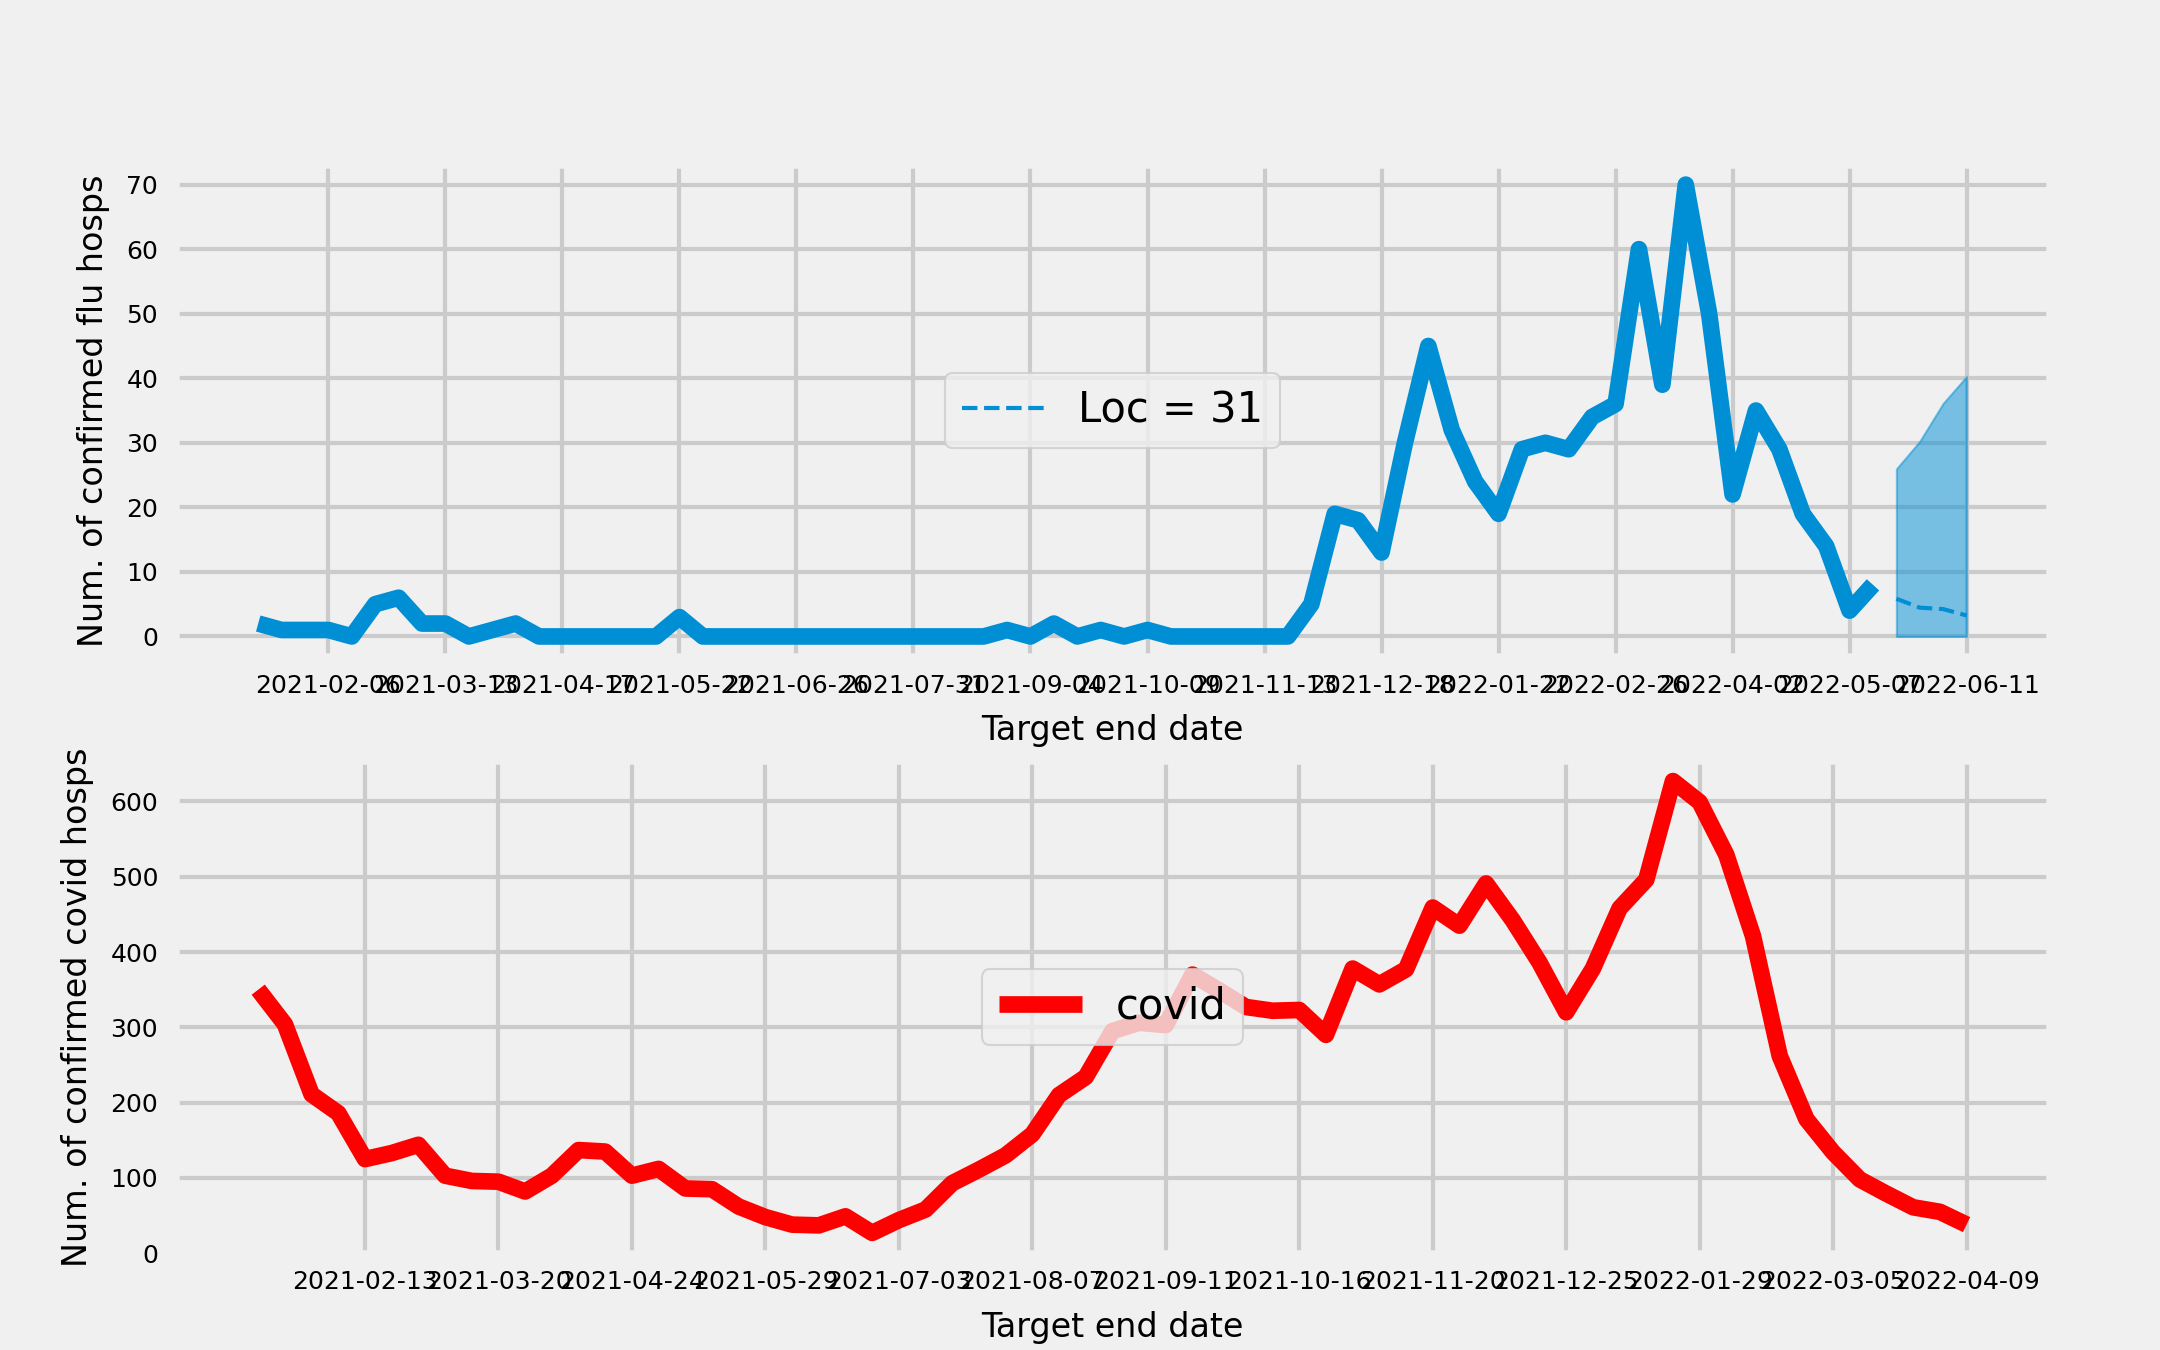 Num. of confirmed flu hosps
70
60
50
40
30
20
10
0
Loc = 31
2021-02-06 2021-03-13 2021-04-17 2021-05-22 2021-06-26 2021-07-31 2021-09-04 2021-10-09 2021-11-13 2021-12-18 2022-01-22 2022-02-26 2022-04-02 2022-05-07 2022-06-11
Target end date
Num. of confirmed covid hosps
600
500
400
300
200
100
0
covid
2021-02-13 2021-03-20 2021-04-24 2021-05-29 2021-07-03 2021-08-07 2021-09-11 2021-10-16 2021-11-20 2021-12-25 2022-01-29 2022-03-05 2022-04-09
Target end date